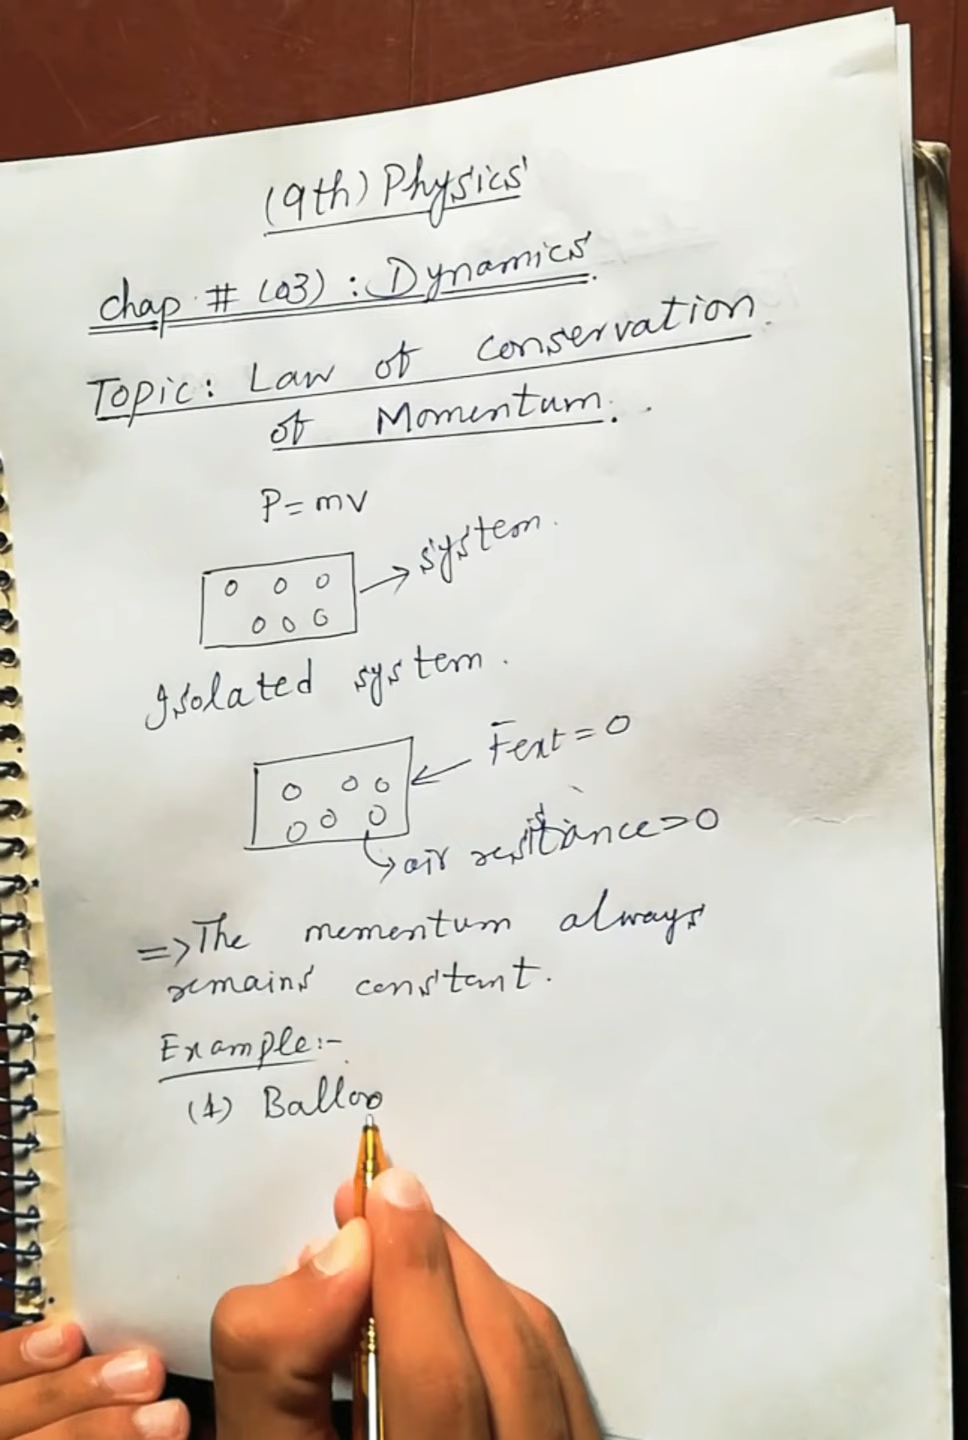 (9th) Physics
Chap # (03) : Dynamics.
Topic: Law of Conservation
of Momentum.
P = mv
system.
Isolated system.
Fext = 0
air resistance = 0
=> The momentum always
remains constant.
Example:-
(1) Balloo